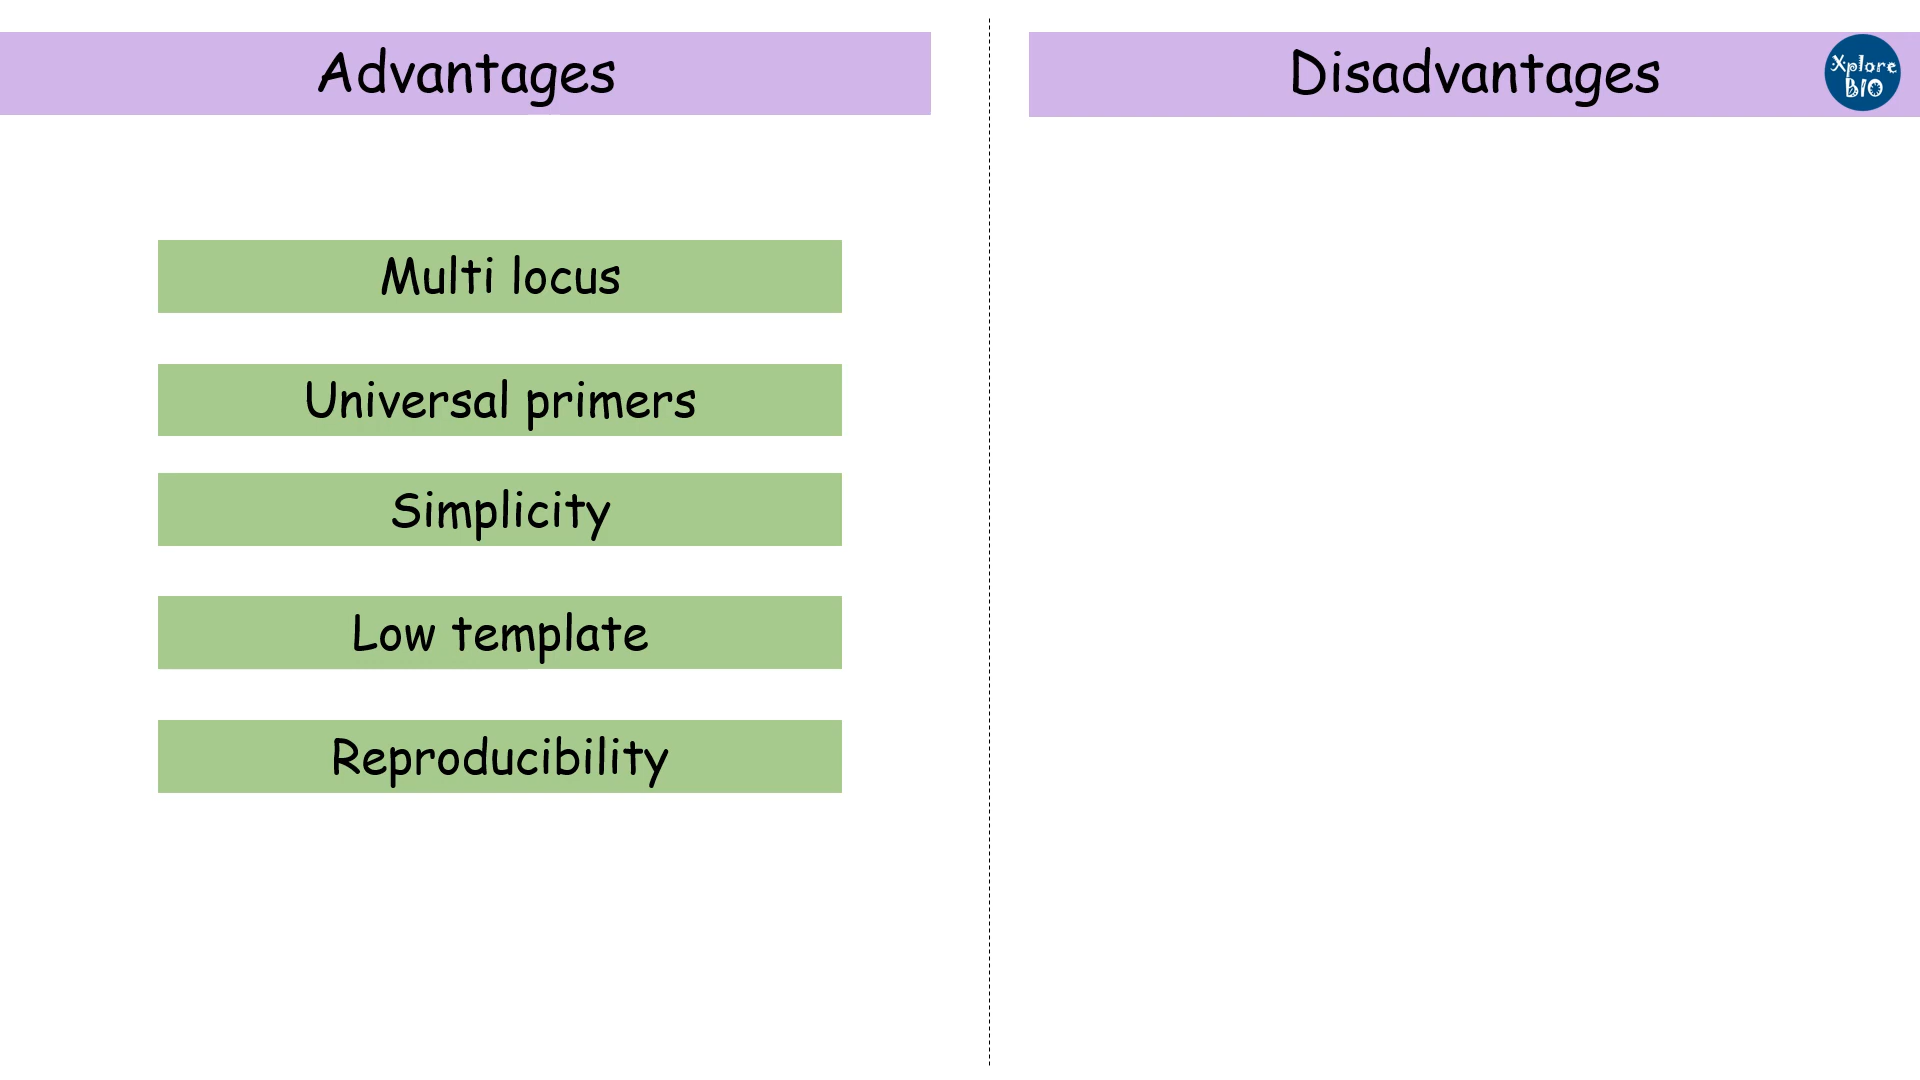 Advantages
Multi locus
Universal primers
Simplicity
Low template
Reproducibility
Disadvantages
Xplore
BIO